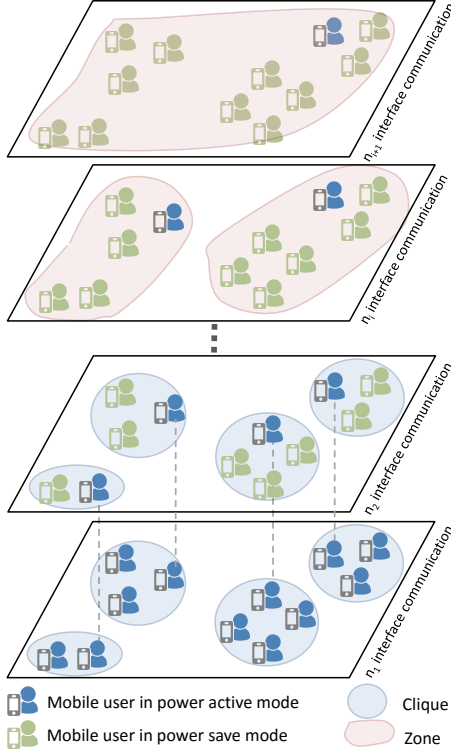 n_{i+1} interface communication
n_i interface communication
n_2 interface communication
n_1 interface communication
Mobile user in power active mode
Clique
Mobile user in power save mode
Zone